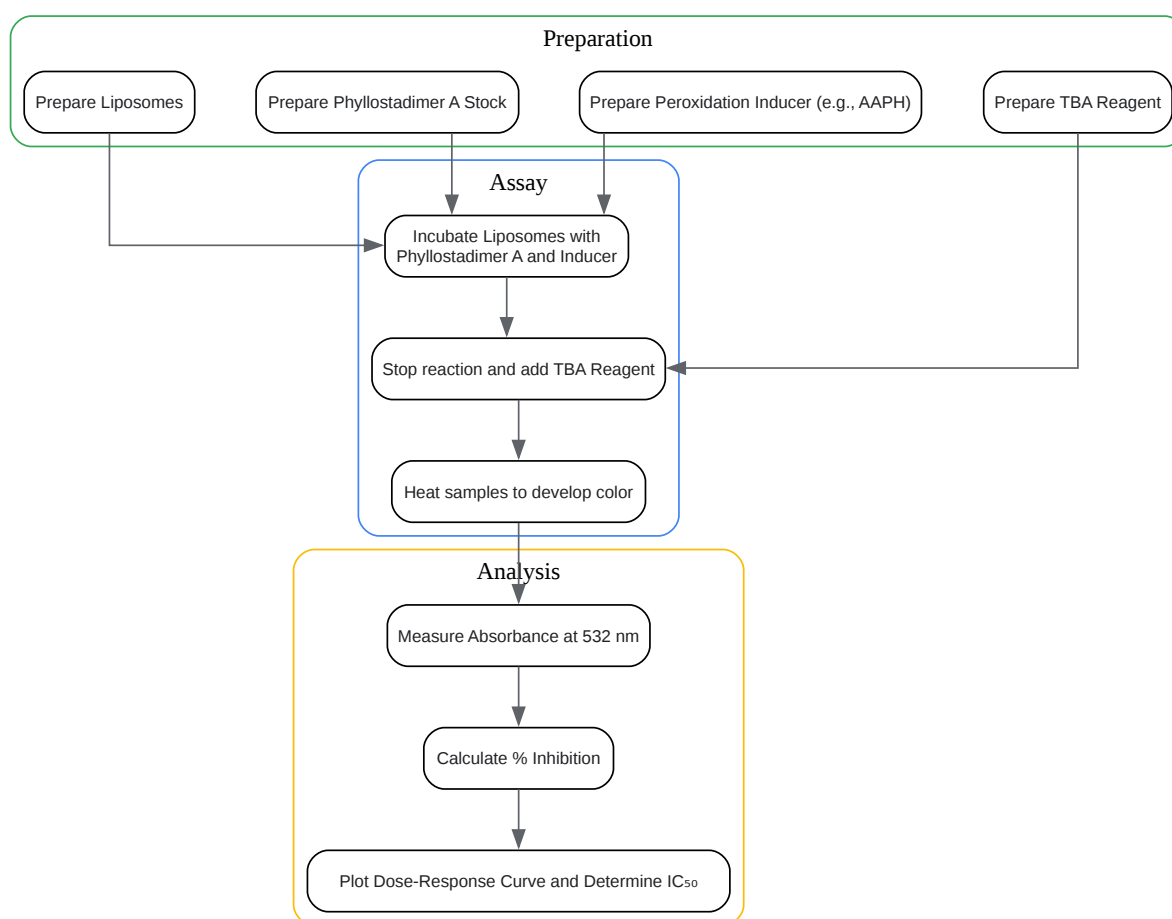 Preparation
Prepare Liposomes
Prepare Phyllostadimer A Stock
Prepare Peroxidation Inducer (e.g., AAPH)
Prepare TBA Reagent
Assay
Incubate Liposomes with
Phyllostadimer A and Inducer
Stop reaction and add TBA Reagent
Heat samples to develop color
Analysis
Measure Absorbance at 532 nm
Calculate % Inhibition
Plot Dose-Response Curve and Determine IC₅₀